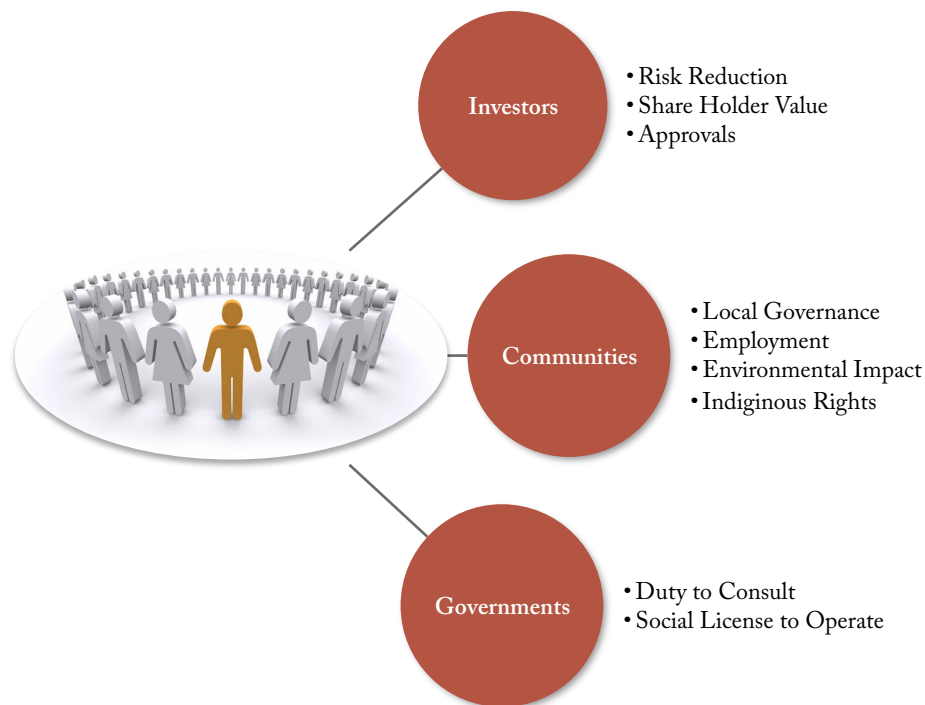 Investors
• Risk Reduction
• Share Holder Value
• Approvals
Communities
• Local Governance
• Employment
• Environmental Impact
• Indiginous Rights
Governments
• Duty to Consult
• Social License to Operate